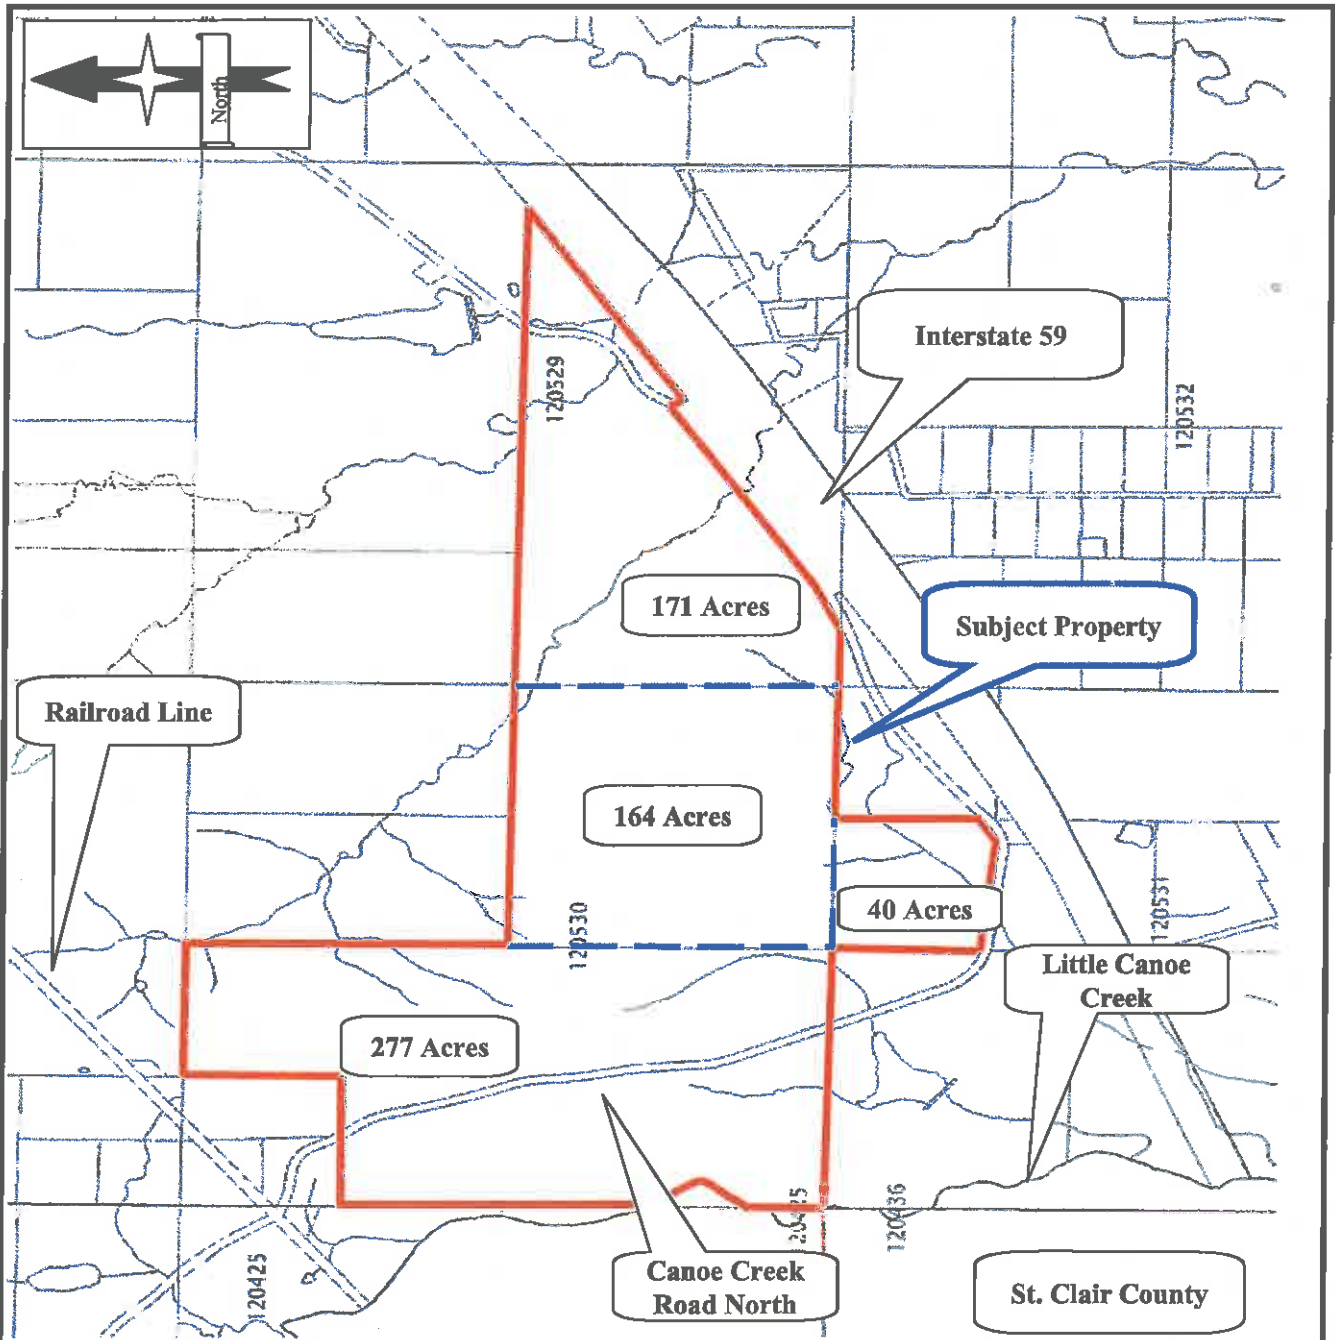 North
Interstate 59
120529
120532
171 Acres
Subject Property
Railroad Line
164 Acres
40 Acres
120530
120531
Little Canoe
Creek
277 Acres
120436
120425
Canoe Creek
Road North
St. Clair County